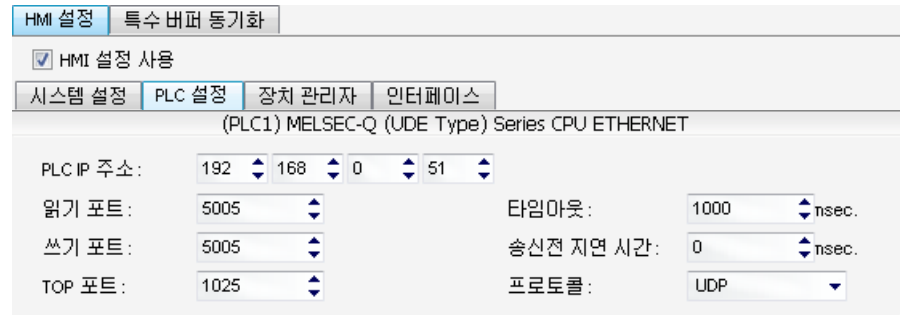 HMI 설정 특수 버퍼 동기화
HMI 설정 사용
시스템 설정 PLC 설정 장치 관리자 인터페이스
(PLC1) MELSEC-Q (UDE Type) Series CPU ETHERNET
PLC IP 주소 : 192 168 0 51
읽기 포트 : 5005 타임아웃 : 1000 msec.
쓰기 포트 : 5005 송신전 지연 시간 : 0 msec.
TOP 포트 : 1025 프로토콜 : UDP